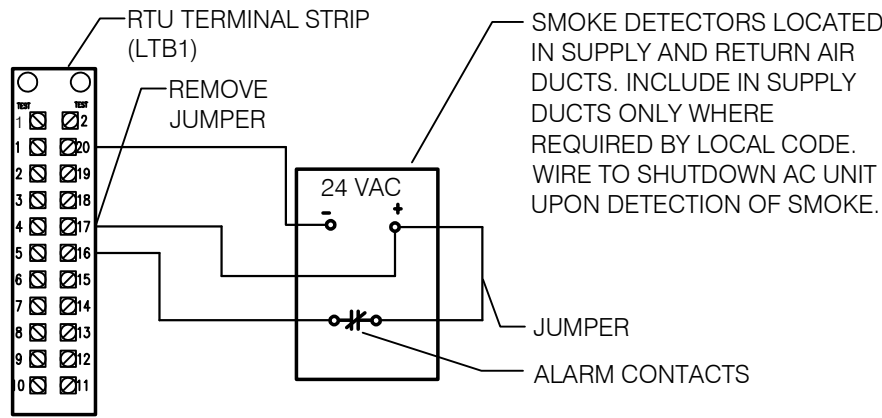 RTU TERMINAL STRIP
(LTB1)
REMOVE
JUMPER
SMOKE DETECTORS LOCATED
IN SUPPLY AND RETURN AIR
DUCTS. INCLUDE IN SUPPLY
DUCTS ONLY WHERE
REQUIRED BY LOCAL CODE.
WIRE TO SHUTDOWN AC UNIT
UPON DETECTION OF SMOKE.
TEST TEST
1 2
1 20
2 19
3 18
4 17
5 16
6 15
7 14
8 13
9 12
10 11
24 VAC
- +
JUMPER
ALARM CONTACTS